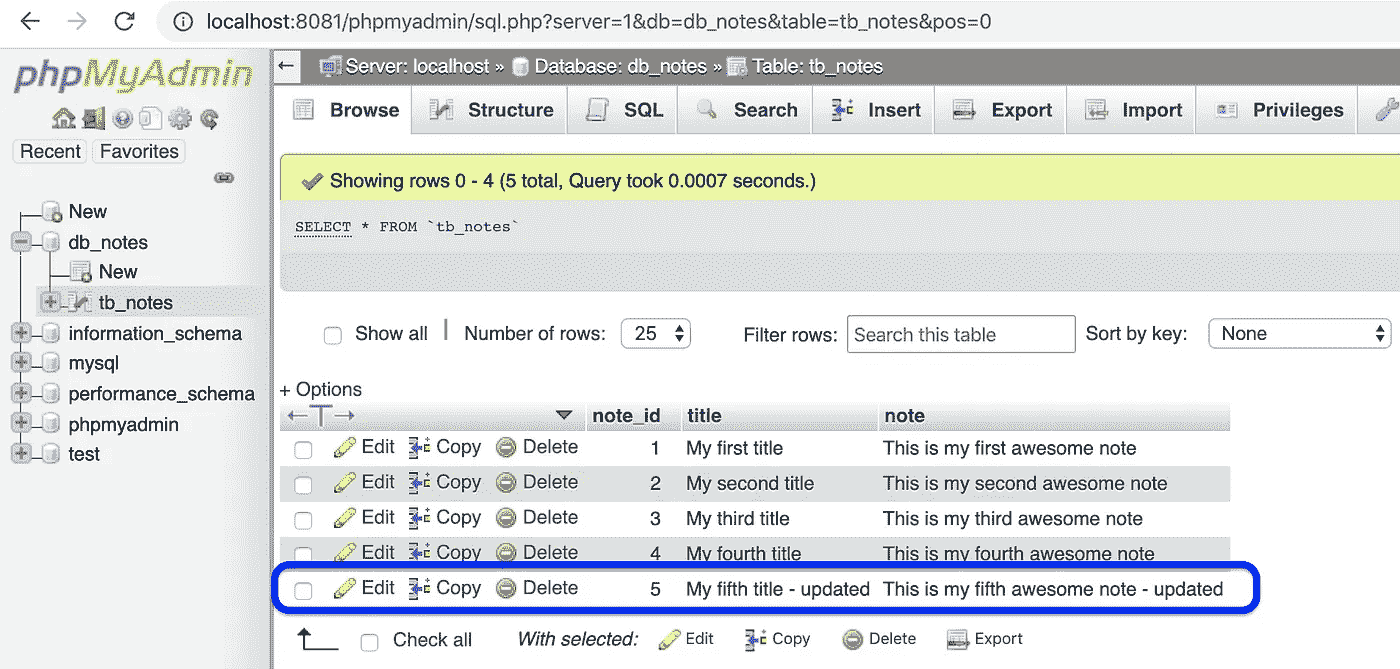 localhost:8081/phpmyadmin/sql.php?server=1&db=db_notes&table=tb_notes&pos=0
phpMyAdmin
Recent Favorites
New
db_notes
New
tb_notes
information_schema
mysql
performance_schema
phpmyadmin
test
Server: localhost » Database: db_notes » Table: tb_notes
Browse Structure SQL Search Insert Export Import Privileges
Showing rows 0 - 4 (5 total, Query took 0.0007 seconds.)
SELECT * FROM `tb_notes`
Show all Number of rows: 25 Filter rows: Search this table Sort by key: None
+ Options
note_id title note
Edit Copy Delete 1 My first title This is my first awesome note
Edit Copy Delete 2 My second title This is my second awesome note
Edit Copy Delete 3 My third title This is my third awesome note
Edit Copy Delete 4 My fourth title This is my fourth awesome note
Edit Copy Delete 5 My fifth title - updated This is my fifth awesome note - updated
Check all With selected: Edit Copy Delete Export